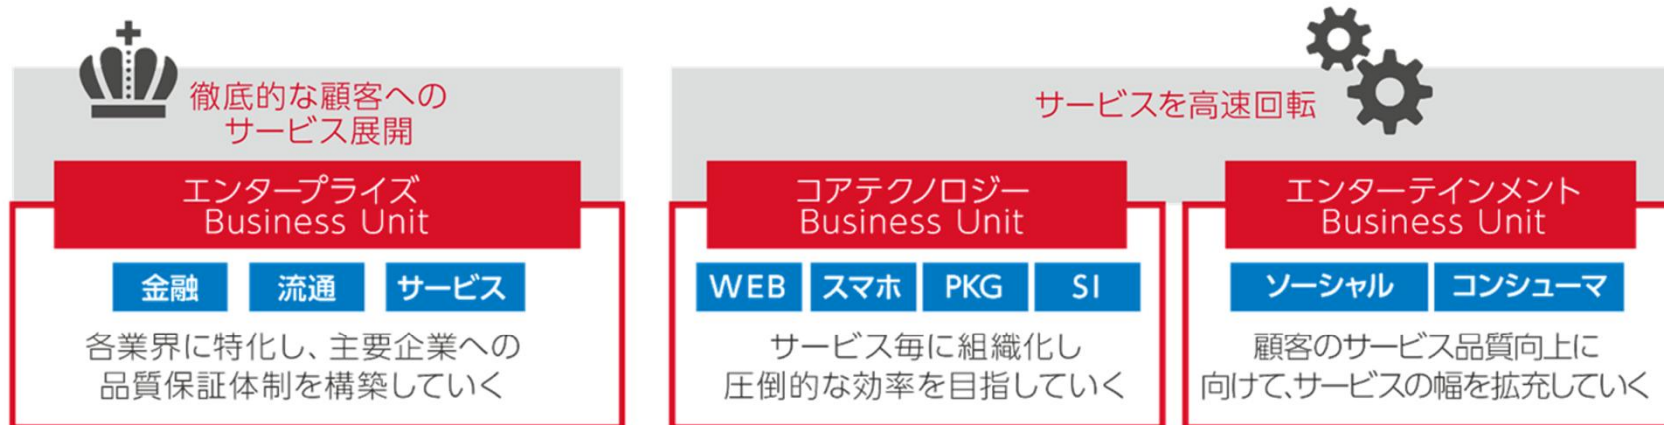 徹底的な顧客への
サービス展開
エンタープライズ
Business Unit
金融 流通 サービス
各業界に特化し、主要企業への
品質保証体制を構築していく
サービスを高速回転
コアテクノロジー
Business Unit
WEB スマホ PKG SI
サービス毎に組織化し
圧倒的な効率を目指していく
エンターテインメント
Business Unit
ソーシャル コンシューマ
顧客のサービス品質向上に
向けて、サービスの幅を拡充していく